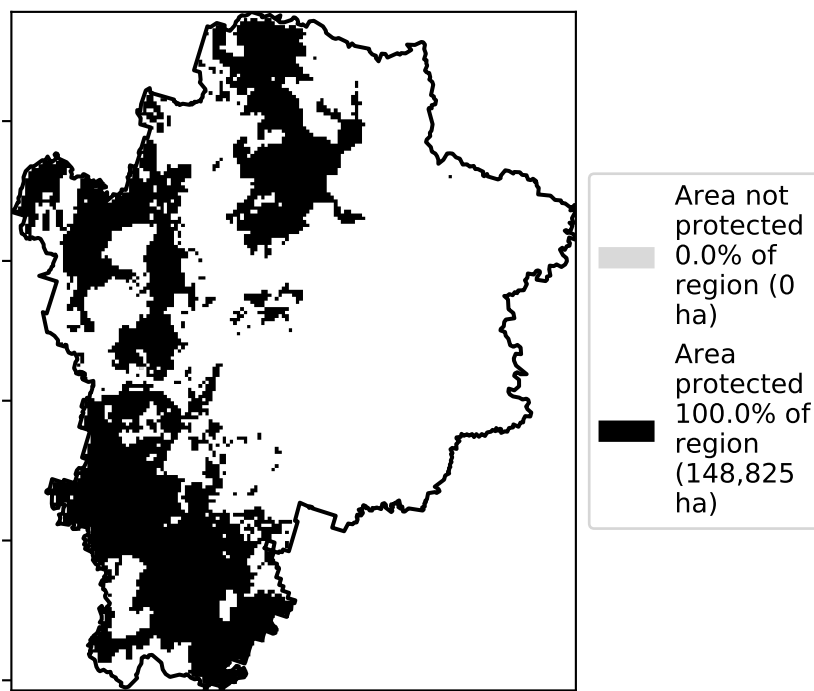 Area not
protected
0.0% of
region (0
ha)
Area
protected
100.0% of
region
(148,825
ha)